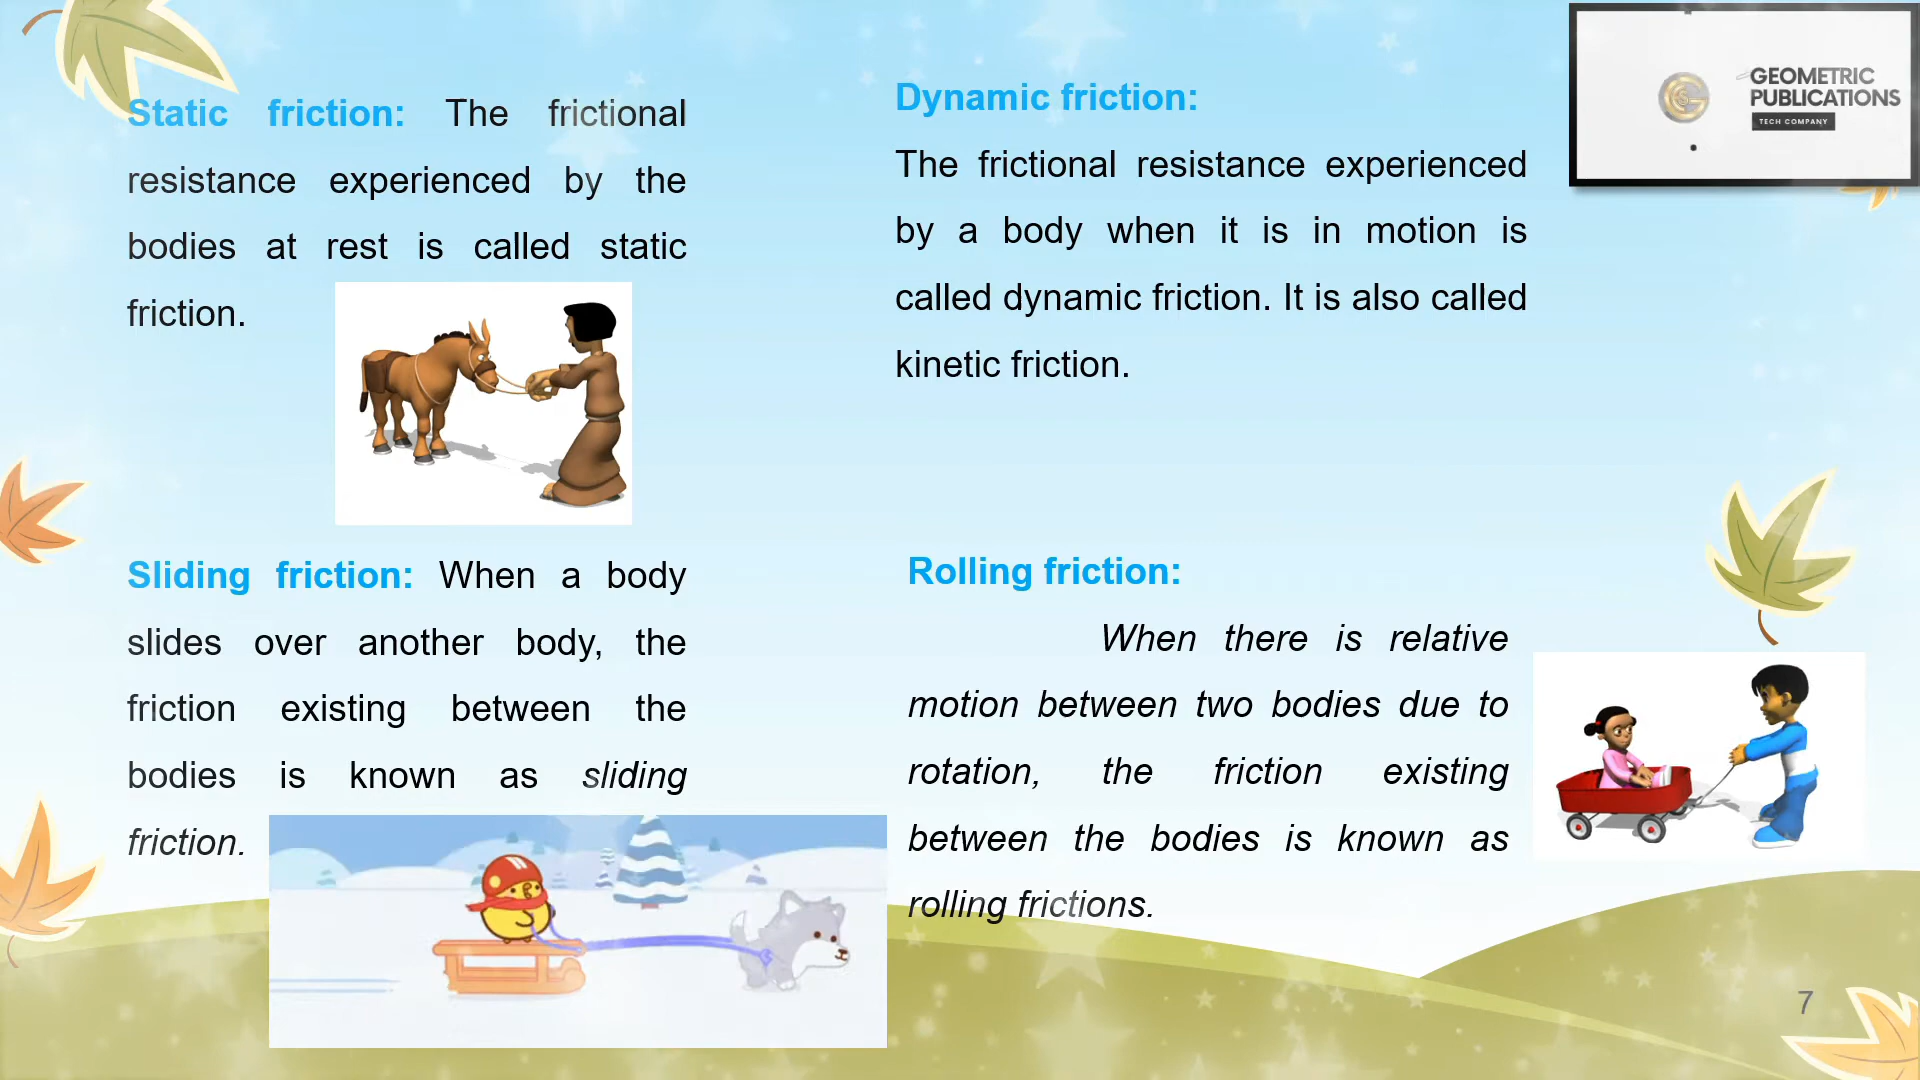 Static friction: The frictional
resistance experienced by the
bodies at rest is called static
friction.
Dynamic friction:
The frictional resistance experienced
by a body when it is in motion is
called dynamic friction. It is also called
kinetic friction.
GEOMETRIC
PUBLICATIONS
TECH COMPANY
Sliding friction: When a body
slides over another body, the
friction existing between the
bodies is known as sliding
friction.
Rolling friction:
When there is relative
motion between two bodies due to
rotation, the friction existing
between the bodies is known as
rolling frictions.
7